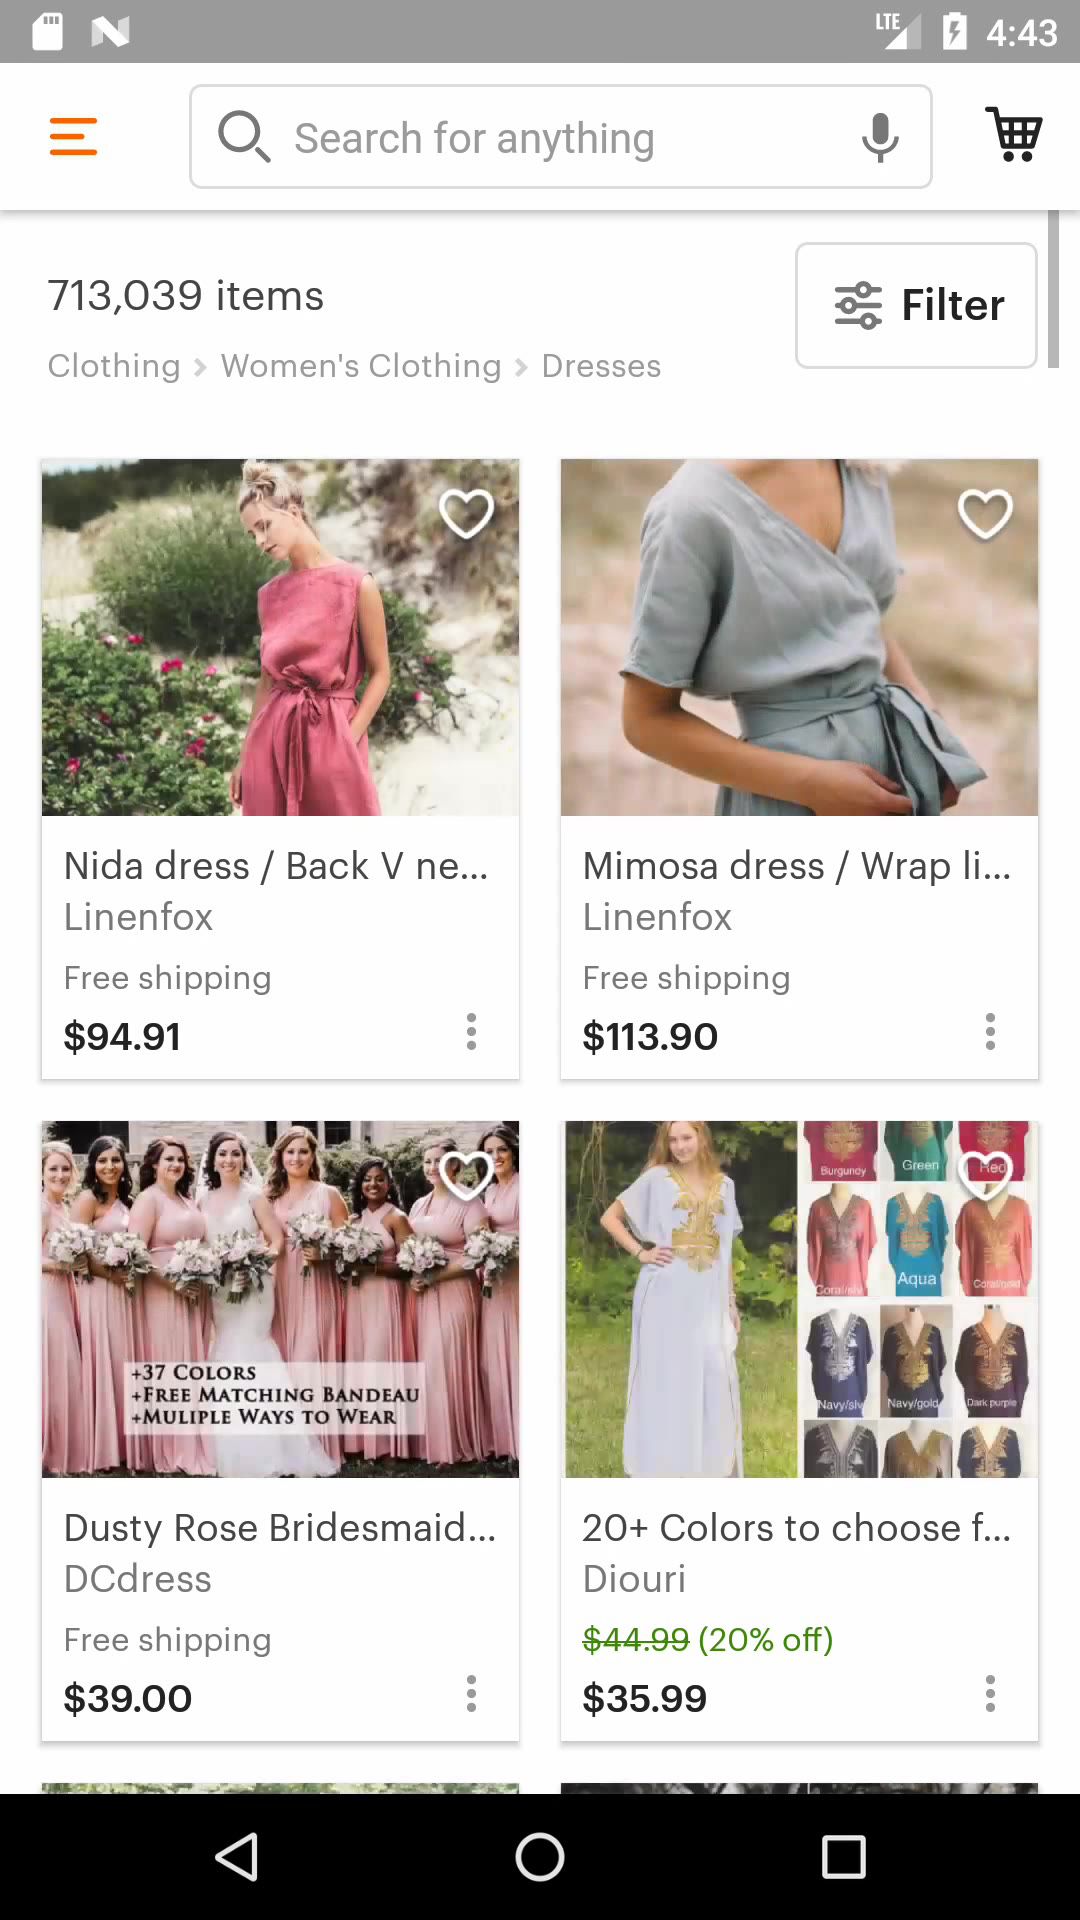 LTE 4:43
Search for anything
713,039 items
Filter
Clothing > Women's Clothing > Dresses
Nida dress / Back V ne...
Linenfox
Free shipping
$94.91
Mimosa dress / Wrap li...
Linenfox
Free shipping
$113.90
+37 Colors
+Free Matching Bandeau
+Muliple Ways to Wear
Dusty Rose Bridesmaid...
DCdress
Free shipping
$39.00
Burgundy
Green
Red
Coral/slv
Aqua
Coral/gold
Navy/slv
Navy/gold
Dark purple
20+ Colors to choose f...
Diouri
$44.99 (20% off)
$35.99